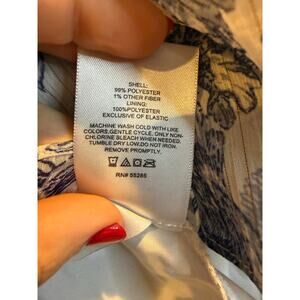 SHELL:
99% POLYESTER
1% OTHER FIBER
LINING:
100%POLYESTER
EXCLUSIVE OF ELASTIC
MACHINE WASH COLD WITH LIKE
COLORS,GENTLE CYCLE. ONLY NON-
CHLORINE BLEACH WHEN NEEDED.
TUMBLE DRY LOW.DO NOT IRON.
REMOVE PROMPTLY.
RN# 55285